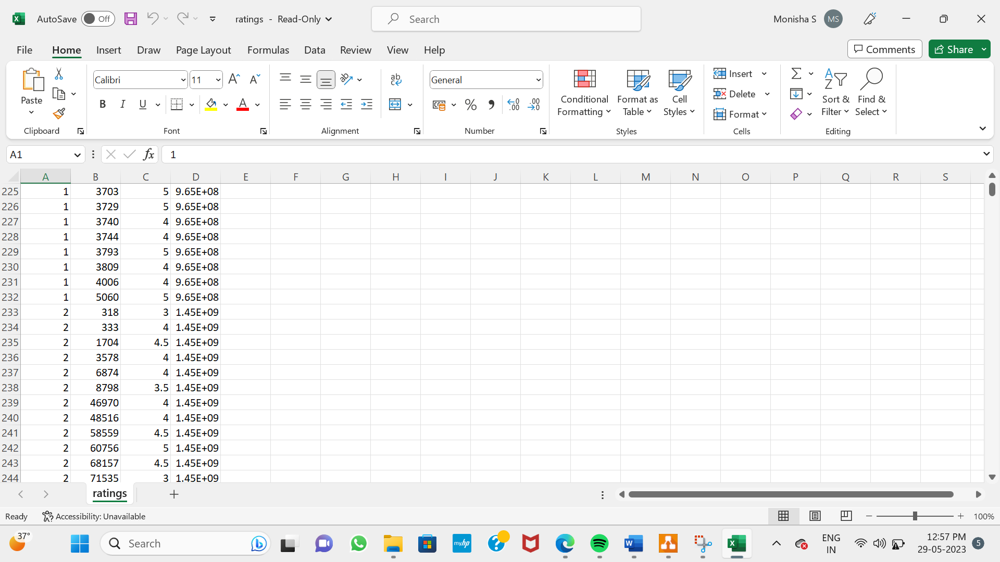 AutoSave Off ratings - Read-Only Search Monisha S MS
File Home Insert Draw Page Layout Formulas Data Review View Help Comments Share
Paste
Clipboard
Calibri 11
B I U A
Font
ab
Alignment
General
% .00 .00
Number
Conditional Formatting
Format as Table
Cell Styles
Styles
Insert
Delete
Format
Cells
Sort & Filter
Find & Select
Editing
A1 fx 1
A B C D E F G H I J K L M N O P Q R S
225 1 3703 5 9.65E+08
226 1 3729 5 9.65E+08
227 1 3740 4 9.65E+08
228 1 3744 4 9.65E+08
229 1 3793 5 9.65E+08
230 1 3809 4 9.65E+08
231 1 4006 4 9.65E+08
232 1 5060 5 9.65E+08
233 2 318 3 1.45E+09
234 2 333 4 1.45E+09
235 2 1704 4.5 1.45E+09
236 2 3578 4 1.45E+09
237 2 6874 4 1.45E+09
238 2 8798 3.5 1.45E+09
239 2 46970 4 1.45E+09
240 2 48516 4 1.45E+09
241 2 58559 4.5 1.45E+09
242 2 60756 5 1.45E+09
243 2 68157 4.5 1.45E+09
244 2 71535 3 1.45E+09
ratings
Ready Accessibility: Unavailable 100%
37° Search myhp ENG IN 12:57 PM 29-05-2023 5